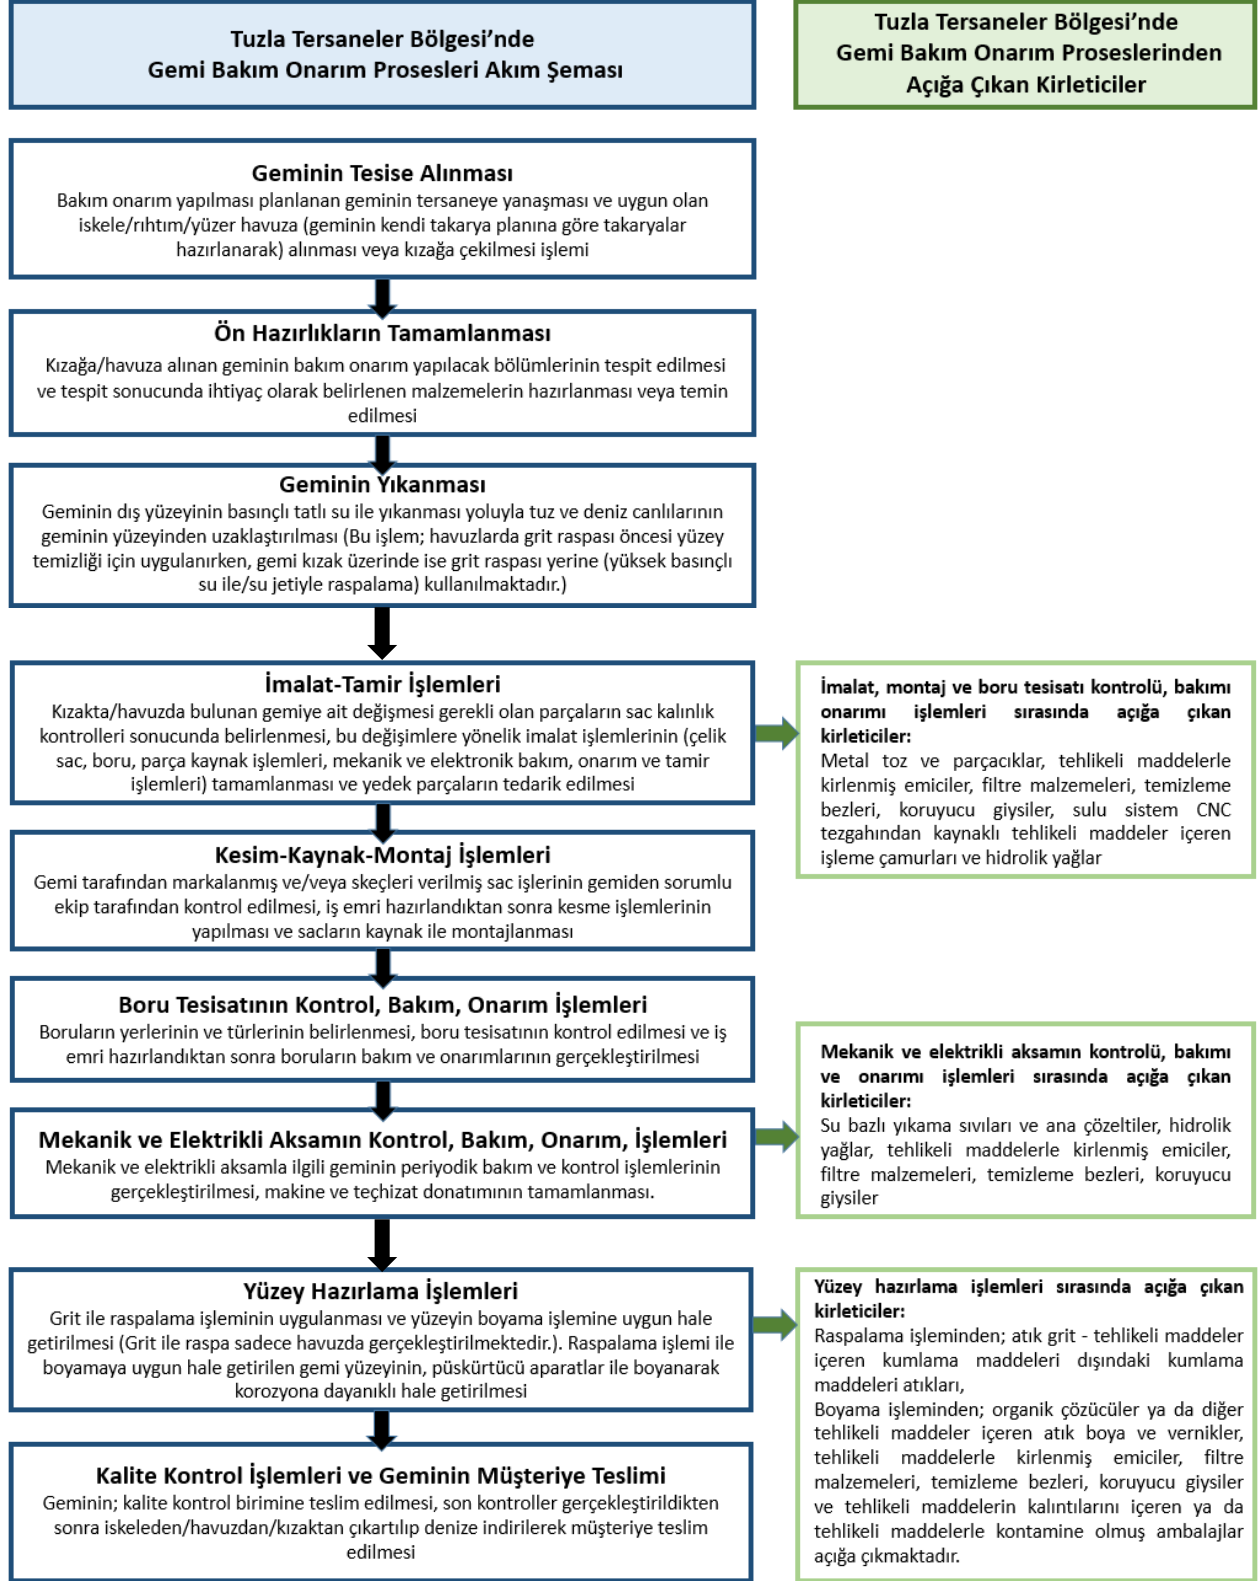 Tuzla Tersaneler Bölgesi’nde
Gemi Bakım Onarım Prosesleri Akım Şeması
Tuzla Tersaneler Bölgesi’nde
Gemi Bakım Onarım Proseslerinden
Açığa Çıkan Kirleticiler
Geminin Tesise Alınması
Bakım onarım yapılması planlanan geminin tersaneye yanaşması ve uygun olan
iskele/rıhtım/yüzer havuza (geminin kendi takarya planına göre takaryalar
hazırlanarak) alınması veya kızağa çekilmesi işlemi
Ön Hazırlıkların Tamamlanması
Kızağa/havuza alınan geminin bakım onarım yapılacak bölümlerinin tespit edilmesi
ve tespit sonucunda ihtiyaç olarak belirlenen malzemelerin hazırlanması veya temin
edilmesi
Geminin Yıkanması
Geminin dış yüzeyinin basınçlı tatlı su ile yıkanması yoluyla tuz ve deniz canlılarının
geminin yüzeyinden uzaklaştırılması (Bu işlem; havuzlarda grit raspası öncesi yüzey
temizliği için uygulanırken, gemi kızak üzerinde ise grit raspası yerine (yüksek basınçlı
su ile/su jetiyle raspalama) kullanılmaktadır.)
İmalat-Tamir İşlemleri
Kızakta/havuzda bulunan gemiye ait değişmesi gerekli olan parçaların sac kalınlık
kontrolleri sonucunda belirlenmesi, bu değişimlere yönelik imalat işlemlerinin (çelik
sac, boru, parça kaynak işlemleri, mekanik ve elektronik bakım, onarım ve tamir
işlemleri) tamamlanması ve yedek parçaların tedarik edilmesi
İmalat, montaj ve boru tesisatı kontrolü, bakımı
onarımı işlemleri sırasında açığa çıkan
kirleticiler:
Metal toz ve parçacıklar, tehlikeli maddelerle
kirlenmiş emiciler, filtre malzemeleri, temizleme
bezleri, koruyucu giysiler, sulu sistem CNC
tezgahından kaynaklı tehlikeli maddeler içeren
işleme çamurları ve hidrolik yağlar
Kesim-Kaynak-Montaj İşlemleri
Gemi tarafından markalanmış ve/veya skeçleri verilmiş sac işlerinin gemiden sorumlu
ekip tarafından kontrol edilmesi, iş emri hazırlandıktan sonra kesme işlemlerinin
yapılması ve sacların kaynak ile montajlanması
Boru Tesisatının Kontrol, Bakım, Onarım İşlemleri
Boruların yerlerinin ve türlerinin belirlenmesi, boru tesisatının kontrol edilmesi ve iş
emri hazırlandıktan sonra boruların bakım ve onarımlarının gerçekleştirilmesi
Mekanik ve Elektrikli Aksamın Kontrol, Bakım, Onarım, İşlemleri
Mekanik ve elektrikli aksamla ilgili geminin periyodik bakım ve kontrol işlemlerinin
gerçekleştirilmesi, makine ve teçhizat donatımının tamamlanması.
Mekanik ve elektrikli aksamın kontrolü, bakımı
ve onarımı işlemleri sırasında açığa çıkan
kirleticiler:
Su bazlı yıkama sıvıları ve ana çözeltiler, hidrolik
yağlar, tehlikeli maddelerle kirlenmiş emiciler,
filtre malzemeleri, temizleme bezleri, koruyucu
giysiler
Yüzey Hazırlama İşlemleri
Grit ile raspalama işleminin uygulanması ve yüzeyin boyama işlemine uygun hale
getirilmesi (Grit ile raspa sadece havuzda gerçekleştirilmektedir.). Raspalama işlemi ile
boyamaya uygun hale getirilen gemi yüzeyinin, püskürtücü aparatlar ile boyanarak
korozyona dayanıklı hale getirilmesi
Yüzey hazırlama işlemleri sırasında açığa çıkan
kirleticiler:
Raspalama işleminden; atık grit - tehlikeli maddeler
içeren kumlama maddeleri dışındaki kumlama
maddeleri atıkları,
Boyama işleminden; organik çözücüler ya da diğer
tehlikeli maddeler içeren atık boya ve vernikler,
tehlikeli maddelerle kirlenmiş emiciler, filtre
malzemeleri, temizleme bezleri, koruyucu giysiler
ve tehlikeli maddelerin kalıntılarını içeren ya da
tehlikeli maddelerle kontamine olmuş ambalajlar
açığa çıkmaktadır.
Kalite Kontrol İşlemleri ve Geminin Müşteriye Teslimi
Geminin; kalite kontrol birimine teslim edilmesi, son kontroller gerçekleştirildikten
sonra iskeleden/havuzdan/kızaktan çıkartılıp denize indirilerek müşteriye teslim
edilmesi